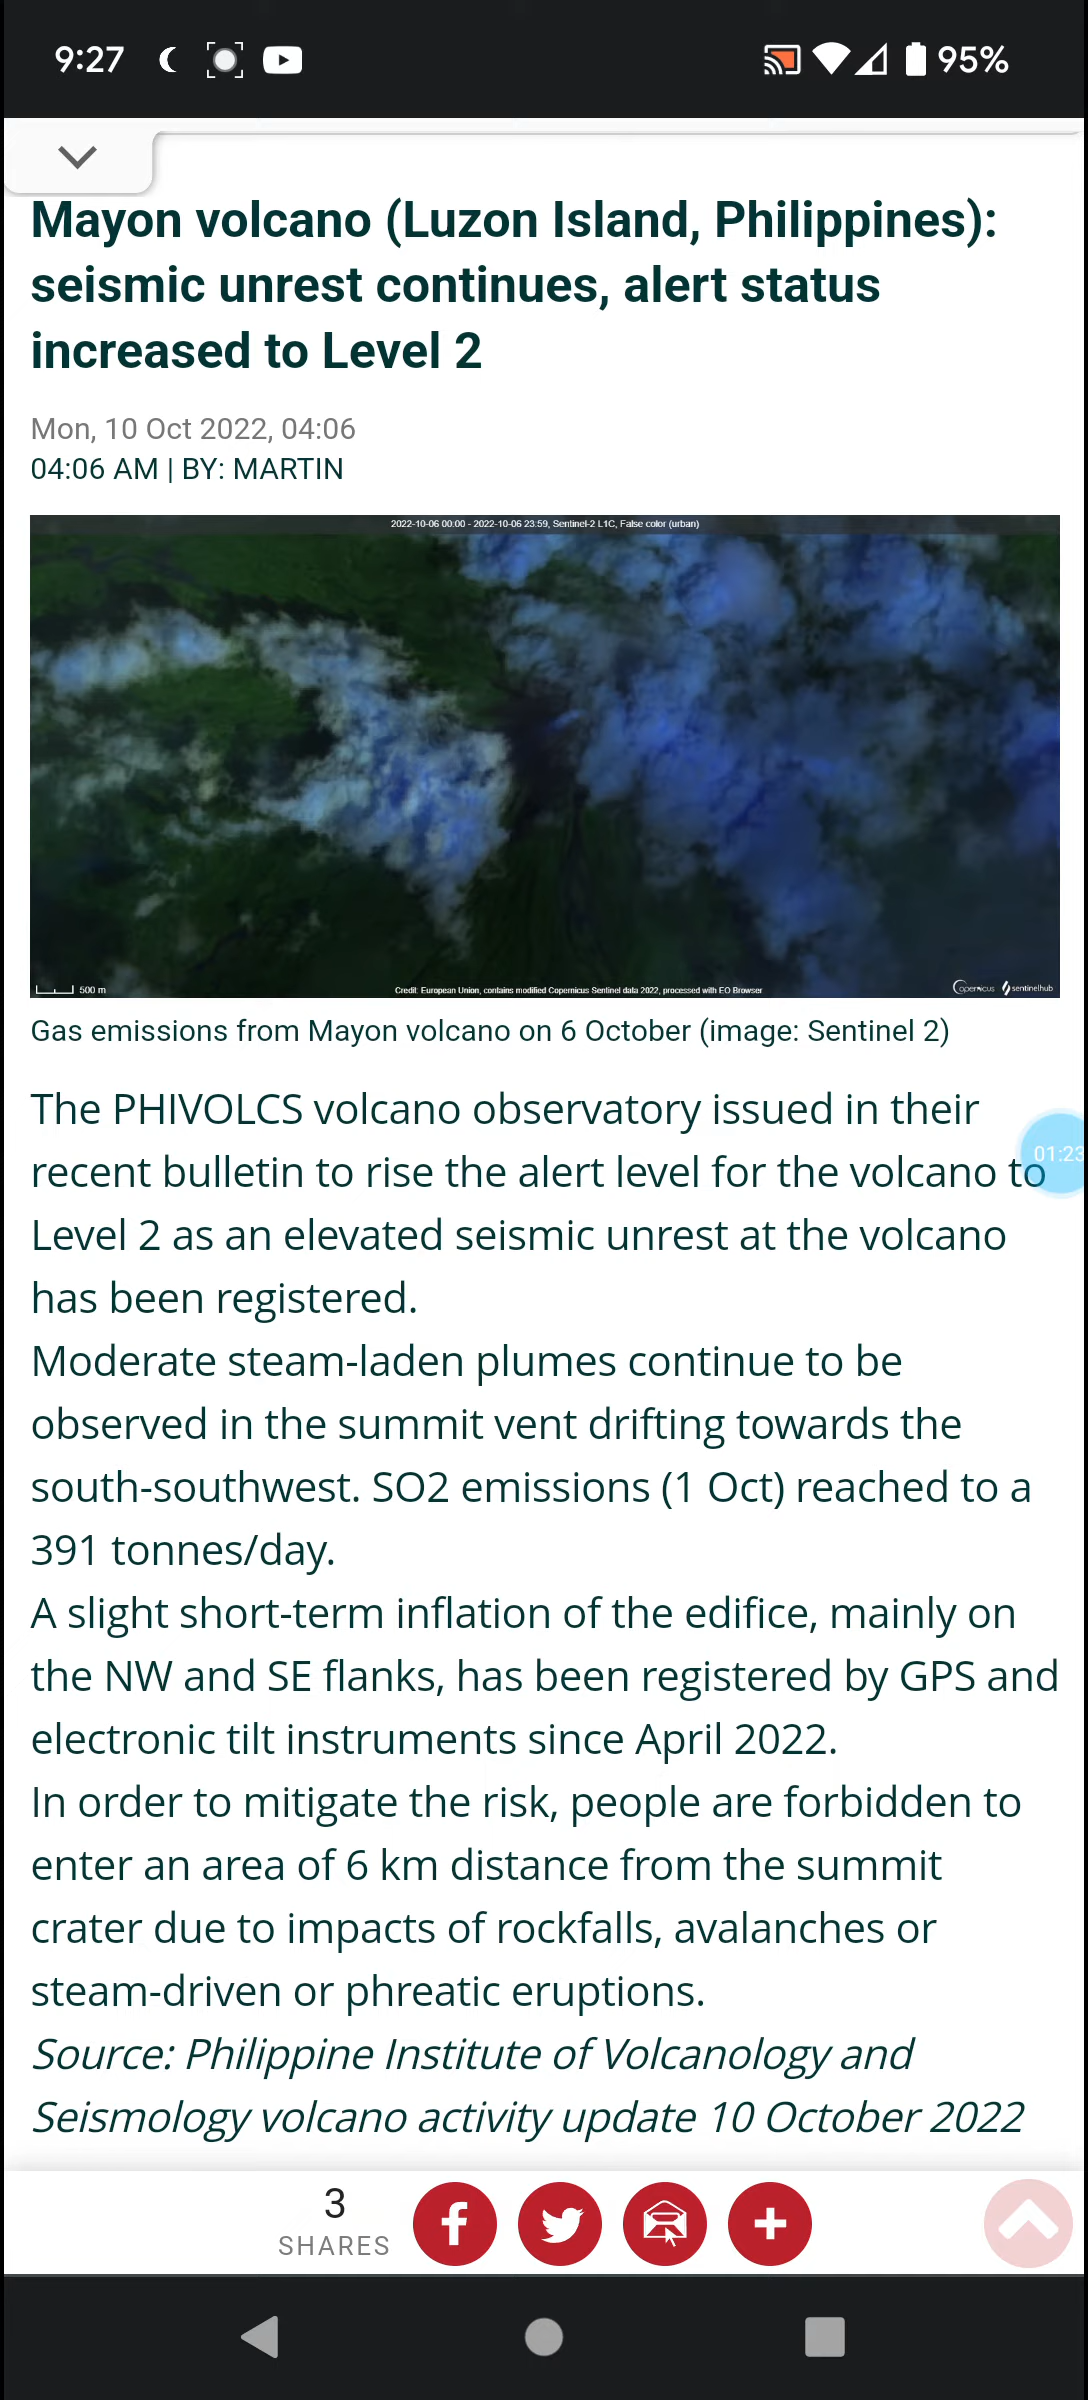 9:27
95%
Mayon volcano (Luzon Island, Philippines):
seismic unrest continues, alert status
increased to Level 2
Mon, 10 Oct 2022, 04:06
04:06 AM | BY: MARTIN
2022-10-06 00:00 - 2022-10-06 23:59, Sentinel-2 L1C, False color (urban)
500 m
Credit: European Union, contains modified Copernicus Sentinel data 2022, processed with EO Browser
opernicus
sentinelhub
Gas emissions from Mayon volcano on 6 October (image: Sentinel 2)
The PHIVOLCS volcano observatory issued in their
01:23
recent bulletin to rise the alert level for the volcano to
Level 2 as an elevated seismic unrest at the volcano
has been registered.
Moderate steam-laden plumes continue to be
observed in the summit vent drifting towards the
south-southwest. SO2 emissions (1 Oct) reached to a
391 tonnes/day.
A slight short-term inflation of the edifice, mainly on
the NW and SE flanks, has been registered by GPS and
electronic tilt instruments since April 2022.
In order to mitigate the risk, people are forbidden to
enter an area of 6 km distance from the summit
crater due to impacts of rockfalls, avalanches or
steam-driven or phreatic eruptions.
Source: Philippine Institute of Volcanology and
Seismology volcano activity update 10 October 2022
3
SHARES